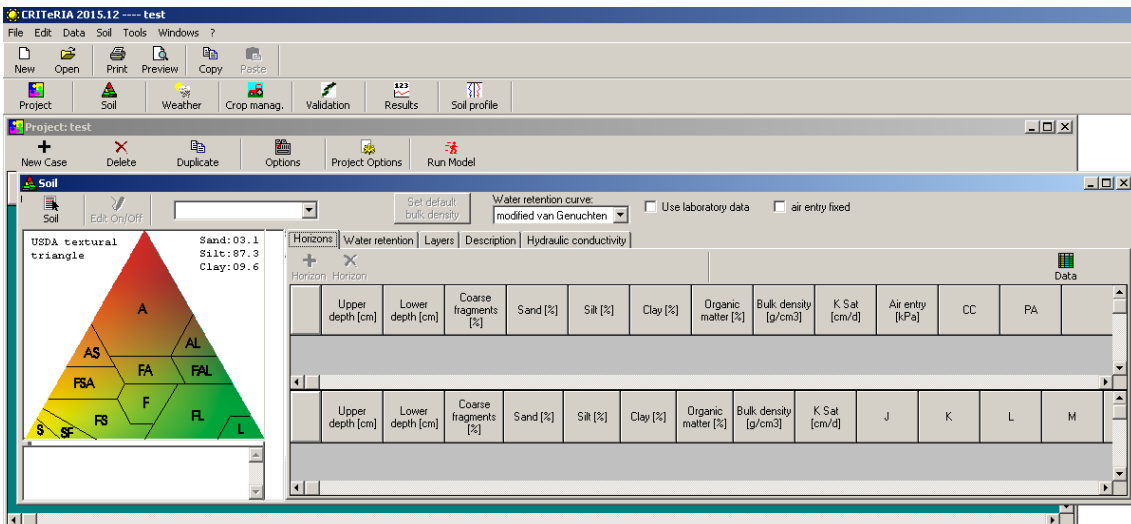 CRITeRIA 2015.12 ---- test
File Edit Data Soil Tools Windows ?
New Open Print Preview Copy Paste
Project Soil Weather Crop manag. Validation Results Soil profile
Project: test
New Case Delete Duplicate Options Project Options Run Model
Soil
Soil Edit On/Off Set default bulk density Water retention curve: modified van Genuchten Use laboratory data air entry fixed
USDA textural triangle
Sand:03.1
Silt:87.3
Clay:09.6
A
AS AL
FSA FA FAL
S SF FS F FL L
Horizons Water retention Layers Description Hydraulic conductivity
Horizon Horizon Data
Upper depth [cm] Lower depth [cm] Coarse fragments [%] Sand [%] Silt [%] Clay [%] Organic matter [%] Bulk density [g/cm3] K Sat [cm/d] Air entry [kPa] CC PA
Upper depth [cm] Lower depth [cm] Coarse fragments [%] Sand [%] Silt [%] Clay [%] Organic matter [%] Bulk density [g/cm3] K Sat [cm/d] J K L M